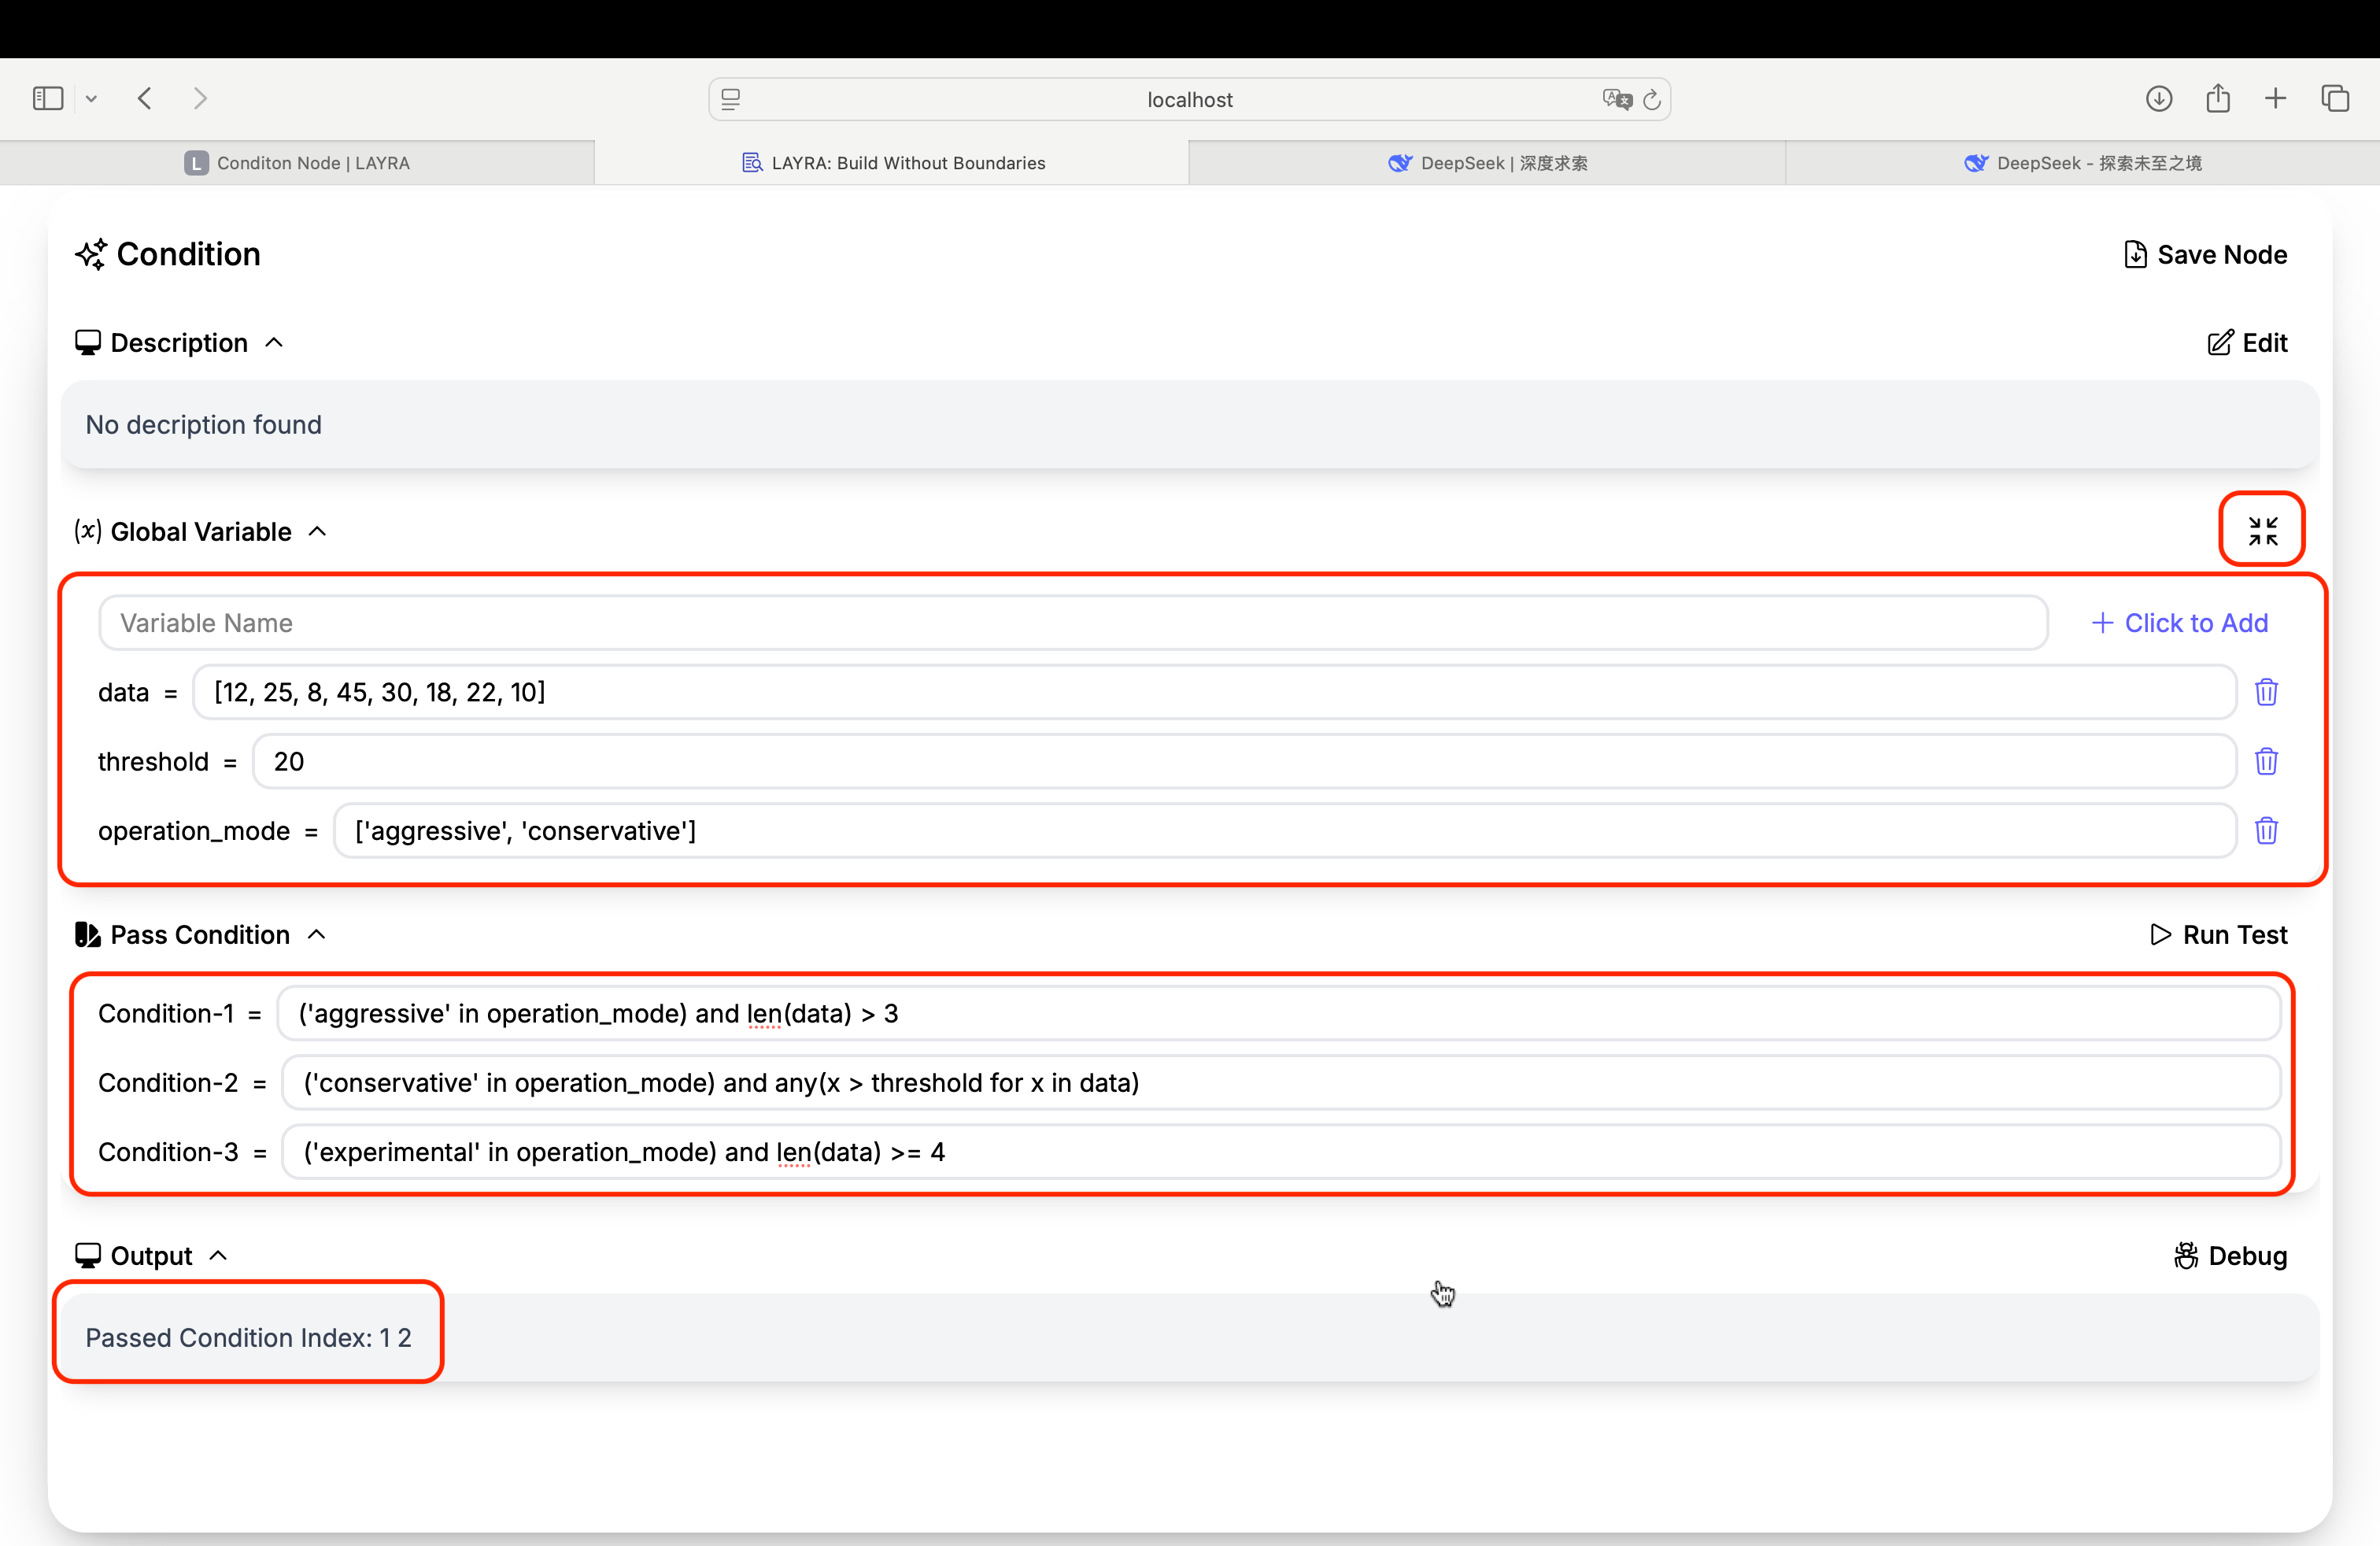 localhost
L Conditon Node | LAYRA
LAYRA: Build Without Boundaries
DeepSeek | 深度求索
DeepSeek - 探索未至之境
Condition
Save Node
Description
Edit
No decription found
(x) Global Variable
Variable Name
+ Click to Add
data = [12, 25, 8, 45, 30, 18, 22, 10]
threshold = 20
operation_mode = ['aggressive', 'conservative']
Pass Condition
Run Test
Condition-1 = ('aggressive' in operation_mode) and len(data) > 3
Condition-2 = ('conservative' in operation_mode) and any(x > threshold for x in data)
Condition-3 = ('experimental' in operation_mode) and len(data) >= 4
Output
Debug
Passed Condition Index: 1 2